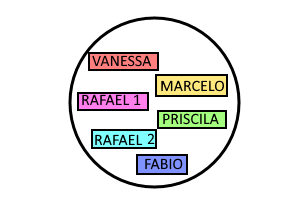 VANESSA
MARCELO
RAFAEL 1
PRISCILA
RAFAEL 2
FABIO